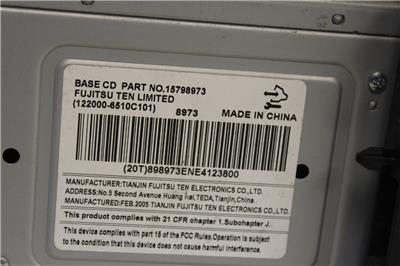 BASE CD PART NO.15798973
FUJITSU TEN LIMITED
(122000-6510C101)
8973 MADE IN CHINA
(20T)898973ENE4123800
MANUFACTURER:TIANJIN FUJITSU TEN ELECTRONICS CO.,LTD.
ADDRESS:No.5 Second Avenue Huang Hai,TEDA,Tianjin,China
MANUFACTURED:FEB.2005 TIANJIN FUJITSU TEN ELECTRONICS CO.,LTD.
This product complies with 21 CFR chapter 1.Subchapter J.
This device complies with part 15 of the FCC Rules.Operation is subject
to the condition that this device does not cause harmful interference.